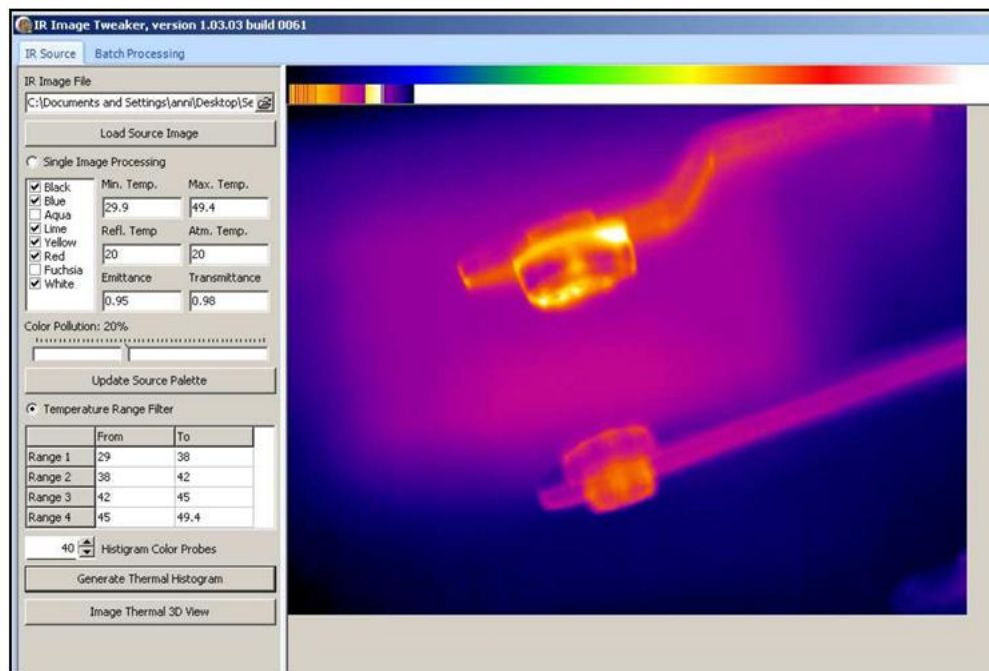 IR Image Tweaker, version 1.03.03 build 0061
IR Source Batch Processing
IR Image File
C:\Documents and Settings\anni\Desktop\Se
Load Source Image
Single Image Processing
Black
Blue
Aqua
Lime
Yellow
Red
Fuchsia
White
Min. Temp. Max. Temp.
29.9 49.4
Refl. Temp Atm. Temp.
20 20
Emittance Transmittance
0.95 0.98
Color Pollution: 20%
Update Source Palette
Temperature Range Filter
From To
Range 1 29 38
Range 2 38 42
Range 3 42 45
Range 4 45 49.4
40 Histigram Color Probes
Generate Thermal Histogram
Image Thermal 3D View